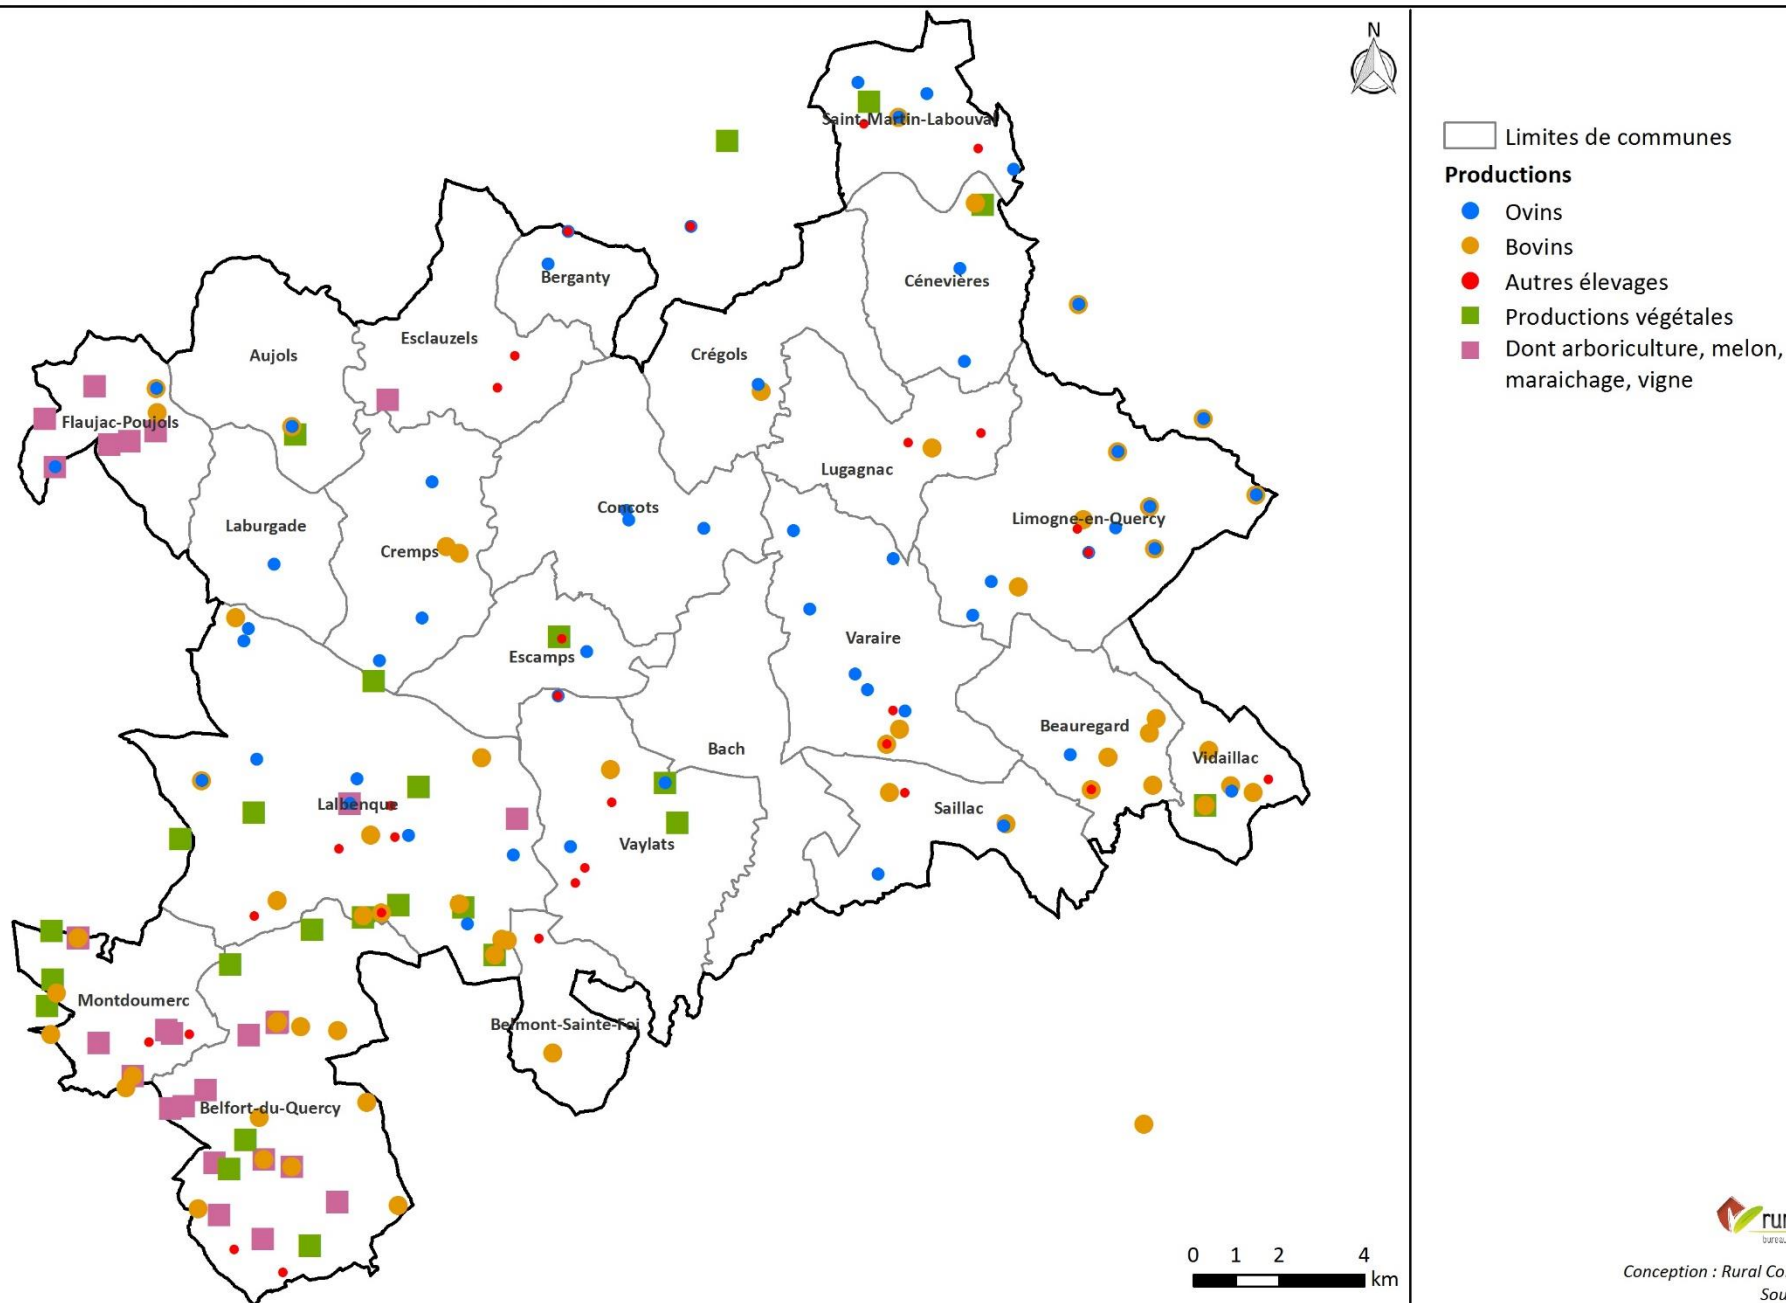 N
Saint-Martin-Labouval
Berganty
Cénevières
Esclauzels
Aujols
Crégols
Flaujac-Poujols
Lugagnac
Concots
Limogne-en-Quercy
Laburgade
Cremps
Varaire
Escamps
Beauregard
Bach
Vidaillac
Lalbenque
Saillac
Vaylats
Montdoumerc
Belmont-Sainte-Foi
Belfort-du-Quercy
0 1 2 4
km
Limites de communes
Productions
Ovins
Bovins
Autres élevages
Productions végétales
Dont arboriculture, melon,
maraichage, vigne
Conception : Rural